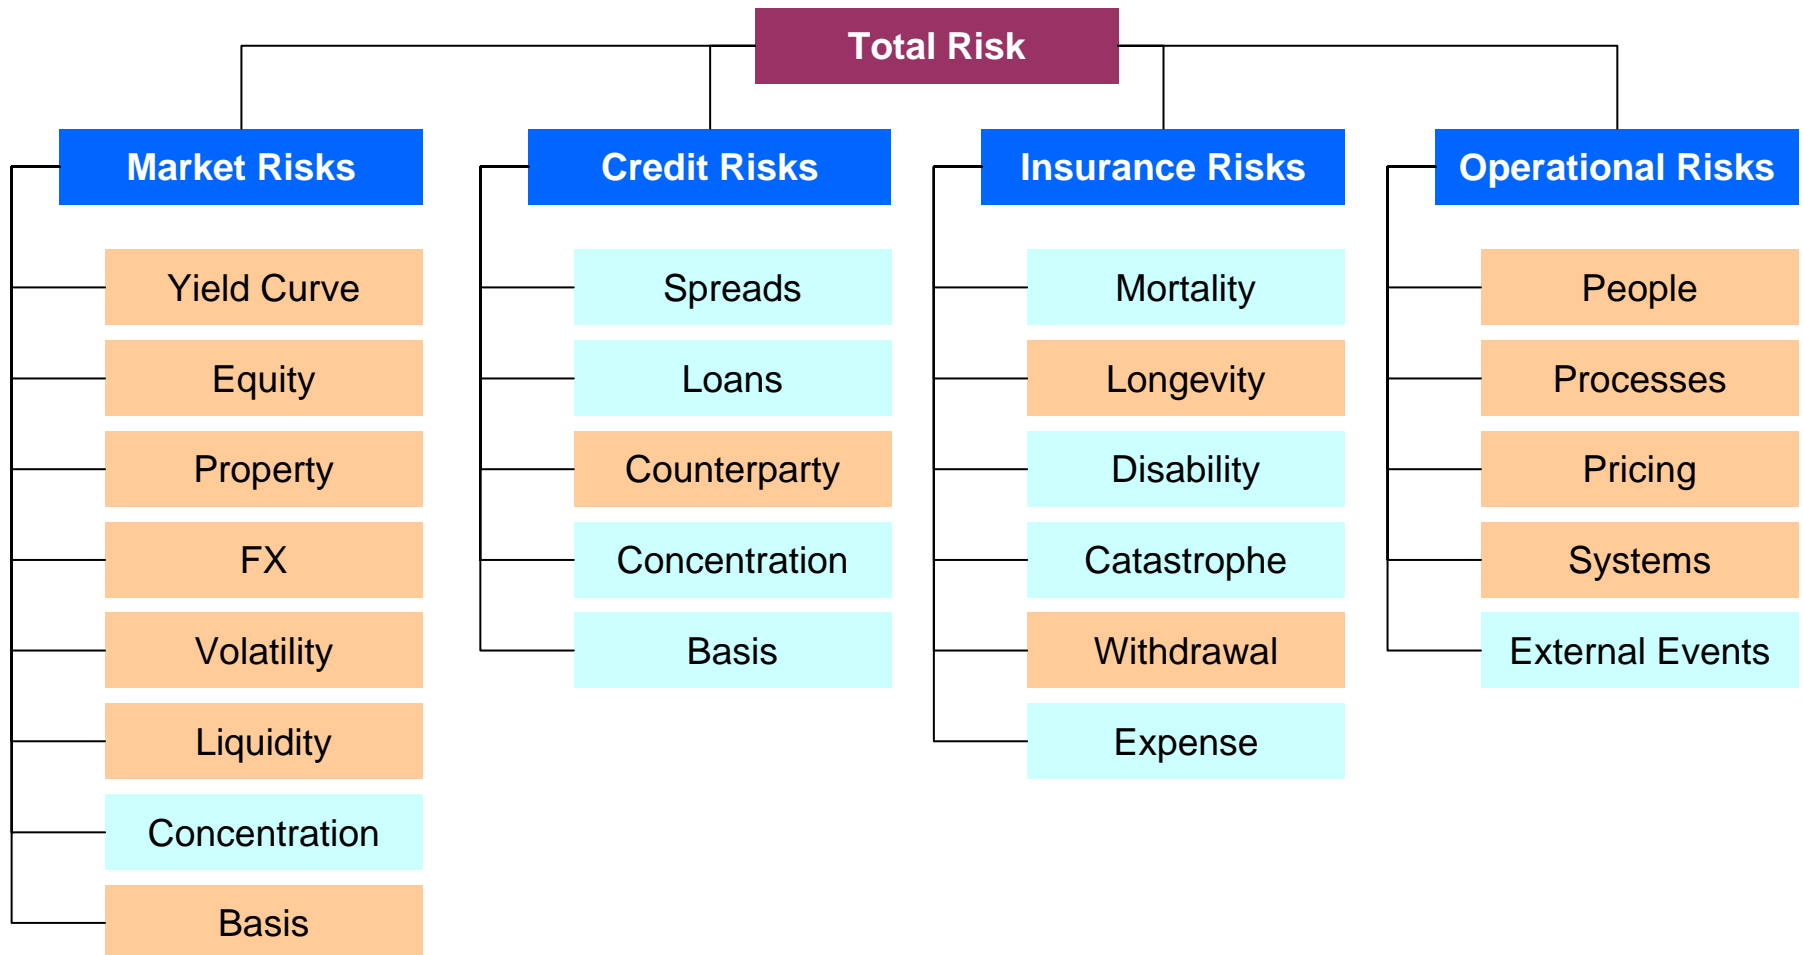 Total Risk
Market Risks
Credit Risks
Insurance Risks
Operational Risks
Yield Curve
Equity
Property
FX
Volatility
Liquidity
Concentration
Basis
Spreads
Loans
Counterparty
Concentration
Basis
Mortality
Longevity
Disability
Catastrophe
Withdrawal
Expense
People
Processes
Pricing
Systems
External Events